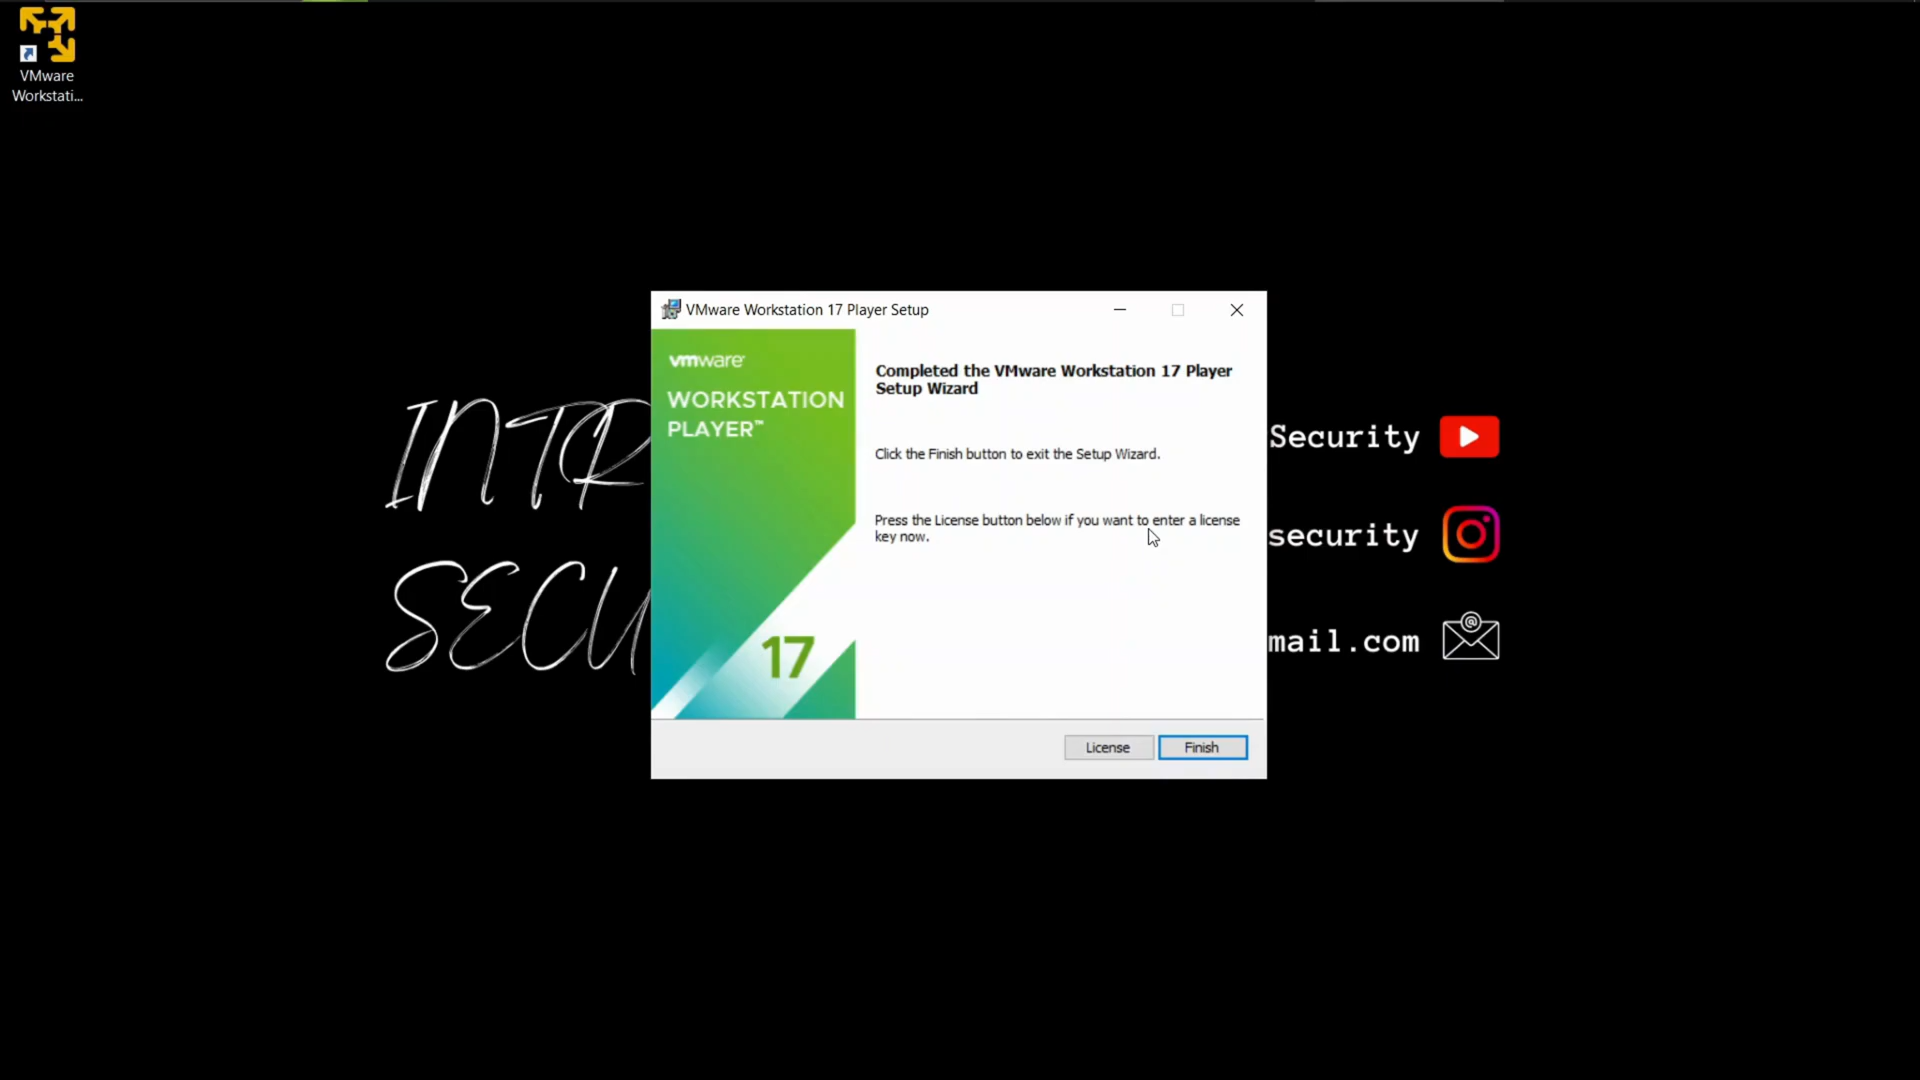 VMware
Workstati...
VMware Workstation 17 Player Setup
vmware®
WORKSTATION
PLAYER™
17
Completed the VMware Workstation 17 Player
Setup Wizard
Click the Finish button to exit the Setup Wizard.
Press the License button below if you want to enter a license
key now.
License
Finish
INTR
SECU
Security
security
mail.com